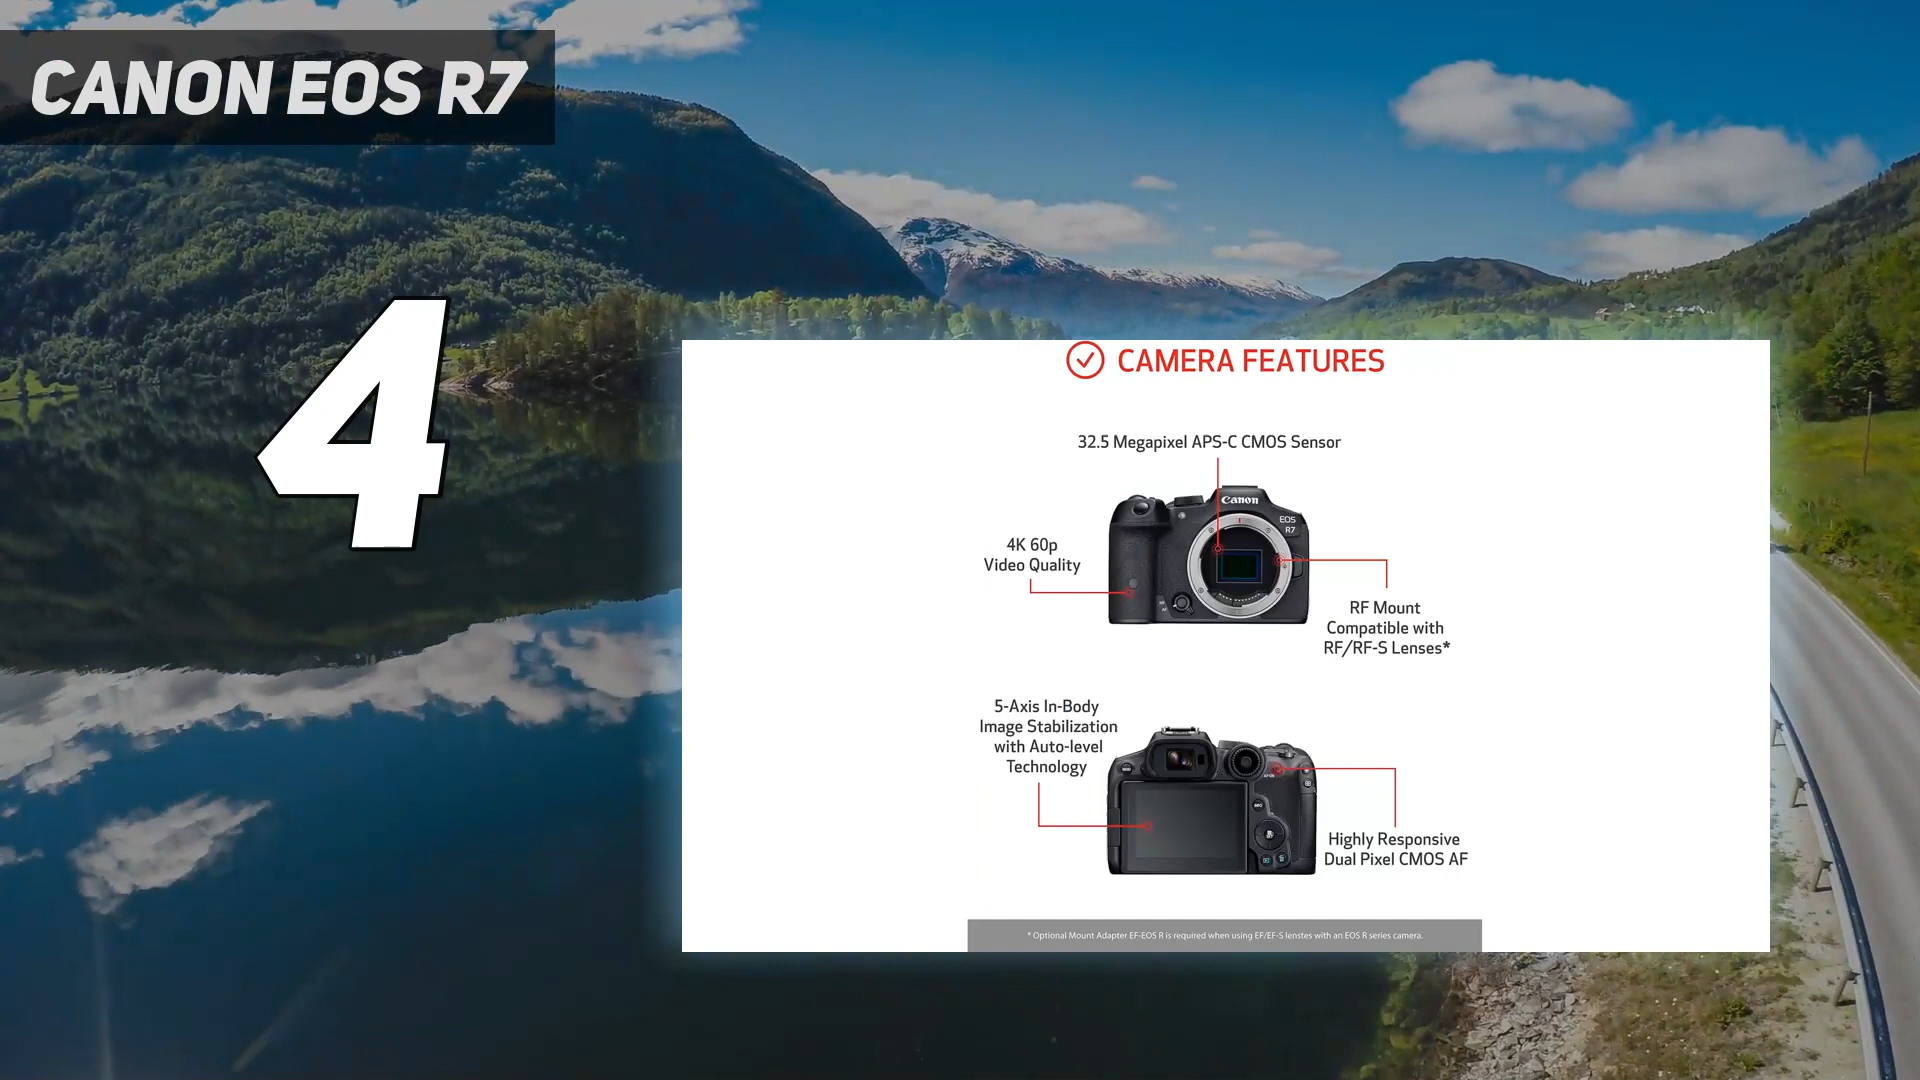 CANON EOS R7
4
CAMERA FEATURES
32.5 Megapixel APS-C CMOS Sensor
Canon
EOS
R7
4K 60p
Video Quality
RF Mount
Compatible with
RF/RF-S Lenses*
5-Axis In-Body
Image Stabilization
with Auto-level
Technology
Highly Responsive
Dual Pixel CMOS AF
* Optional Mount Adapter EF-EOS R is required when using EF/EF-S lenstes with an EOS R series camera.